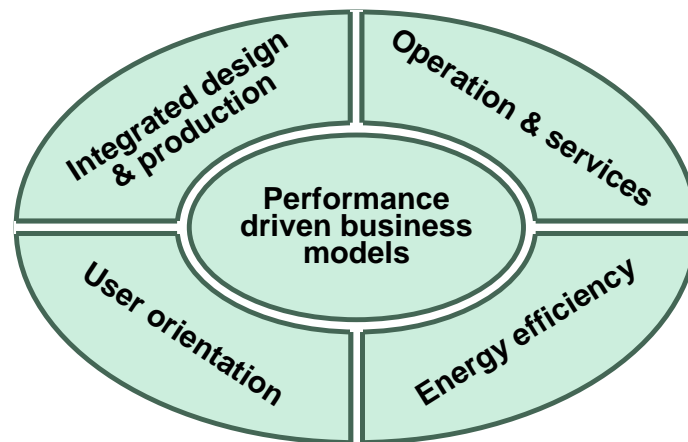 Integrated design
& production
Operation & services
Performance
driven business
models
User orientation
Energy efficiency